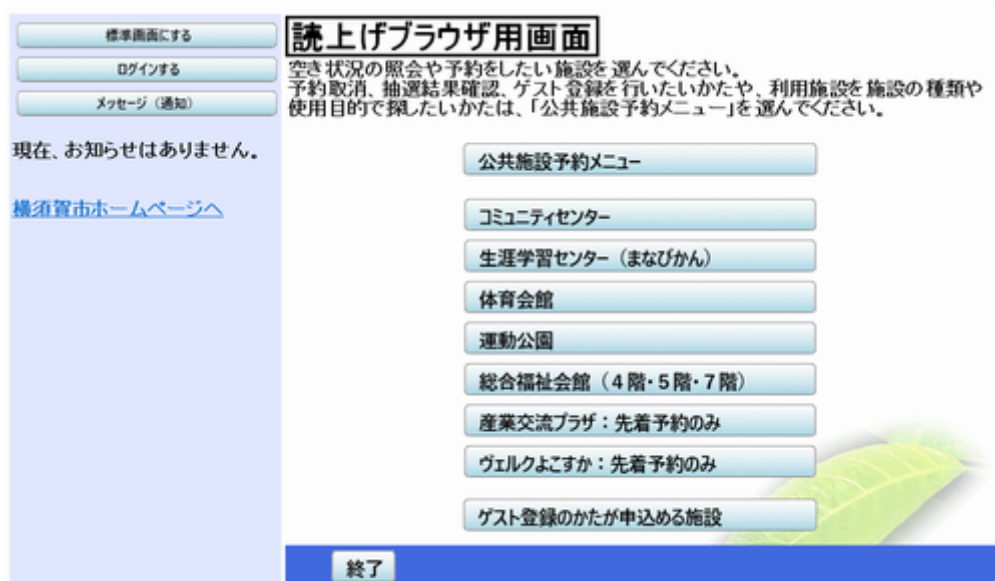 標準画面にする
ログインする
メッセージ（通知）
現在、お知らせはありません。
横須賀市ホームページへ
読上げブラウザ用画面
空き状況の照会や予約をしたい施設を選んでください。
予約取消、抽選結果確認、ゲスト登録を行いたいかたや、利用施設を施設の種類や
使用目的で探したいかたは、「公共施設予約メニュー」を選んでください。
公共施設予約メニュー
コミュニティセンター
生涯学習センター（まなびかん）
体育会館
運動公園
総合福祉会館（４階・５階・７階）
産業交流プラザ：先着予約のみ
ヴェルクよこすか：先着予約のみ
ゲスト登録のかたが申込める施設
終了